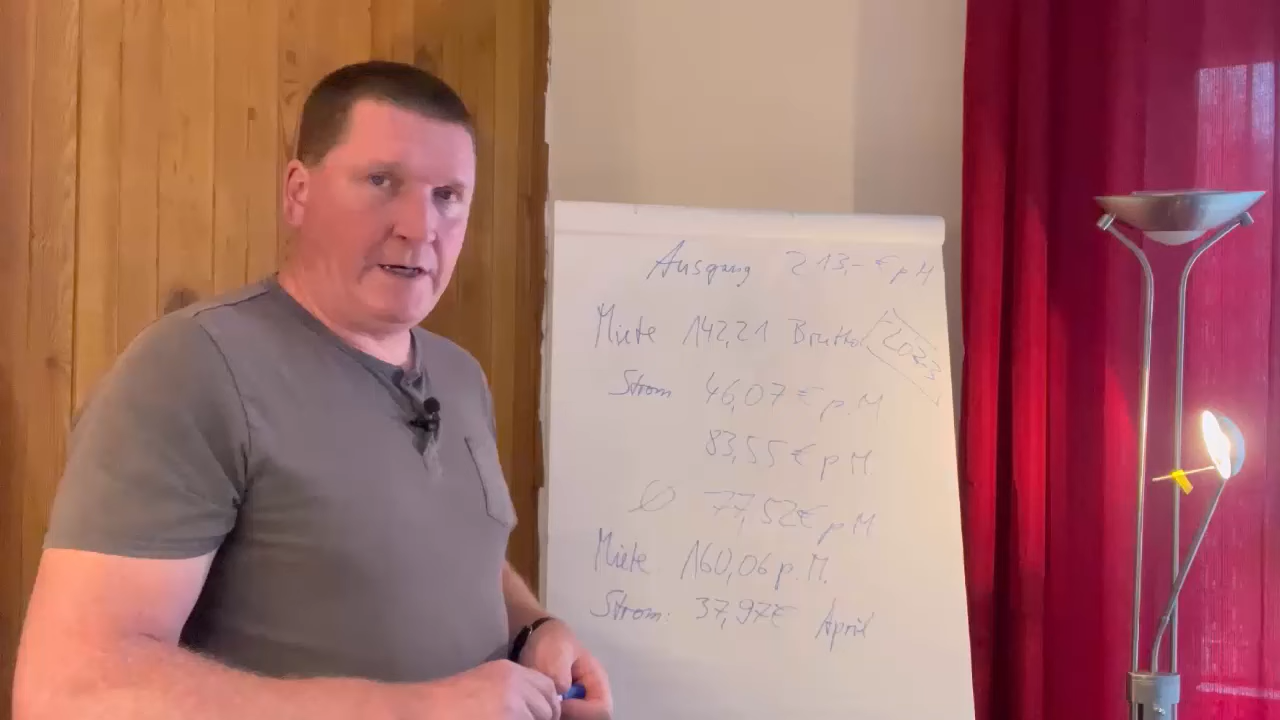 Ausgang 213,- € p M
Miete 142,21 Brutto 2023
Strom 46,07 € p. M
83,55 € p M.
Ø 77,52 € p M
Miete 160,06 p. M.
Strom: 37,97€ April